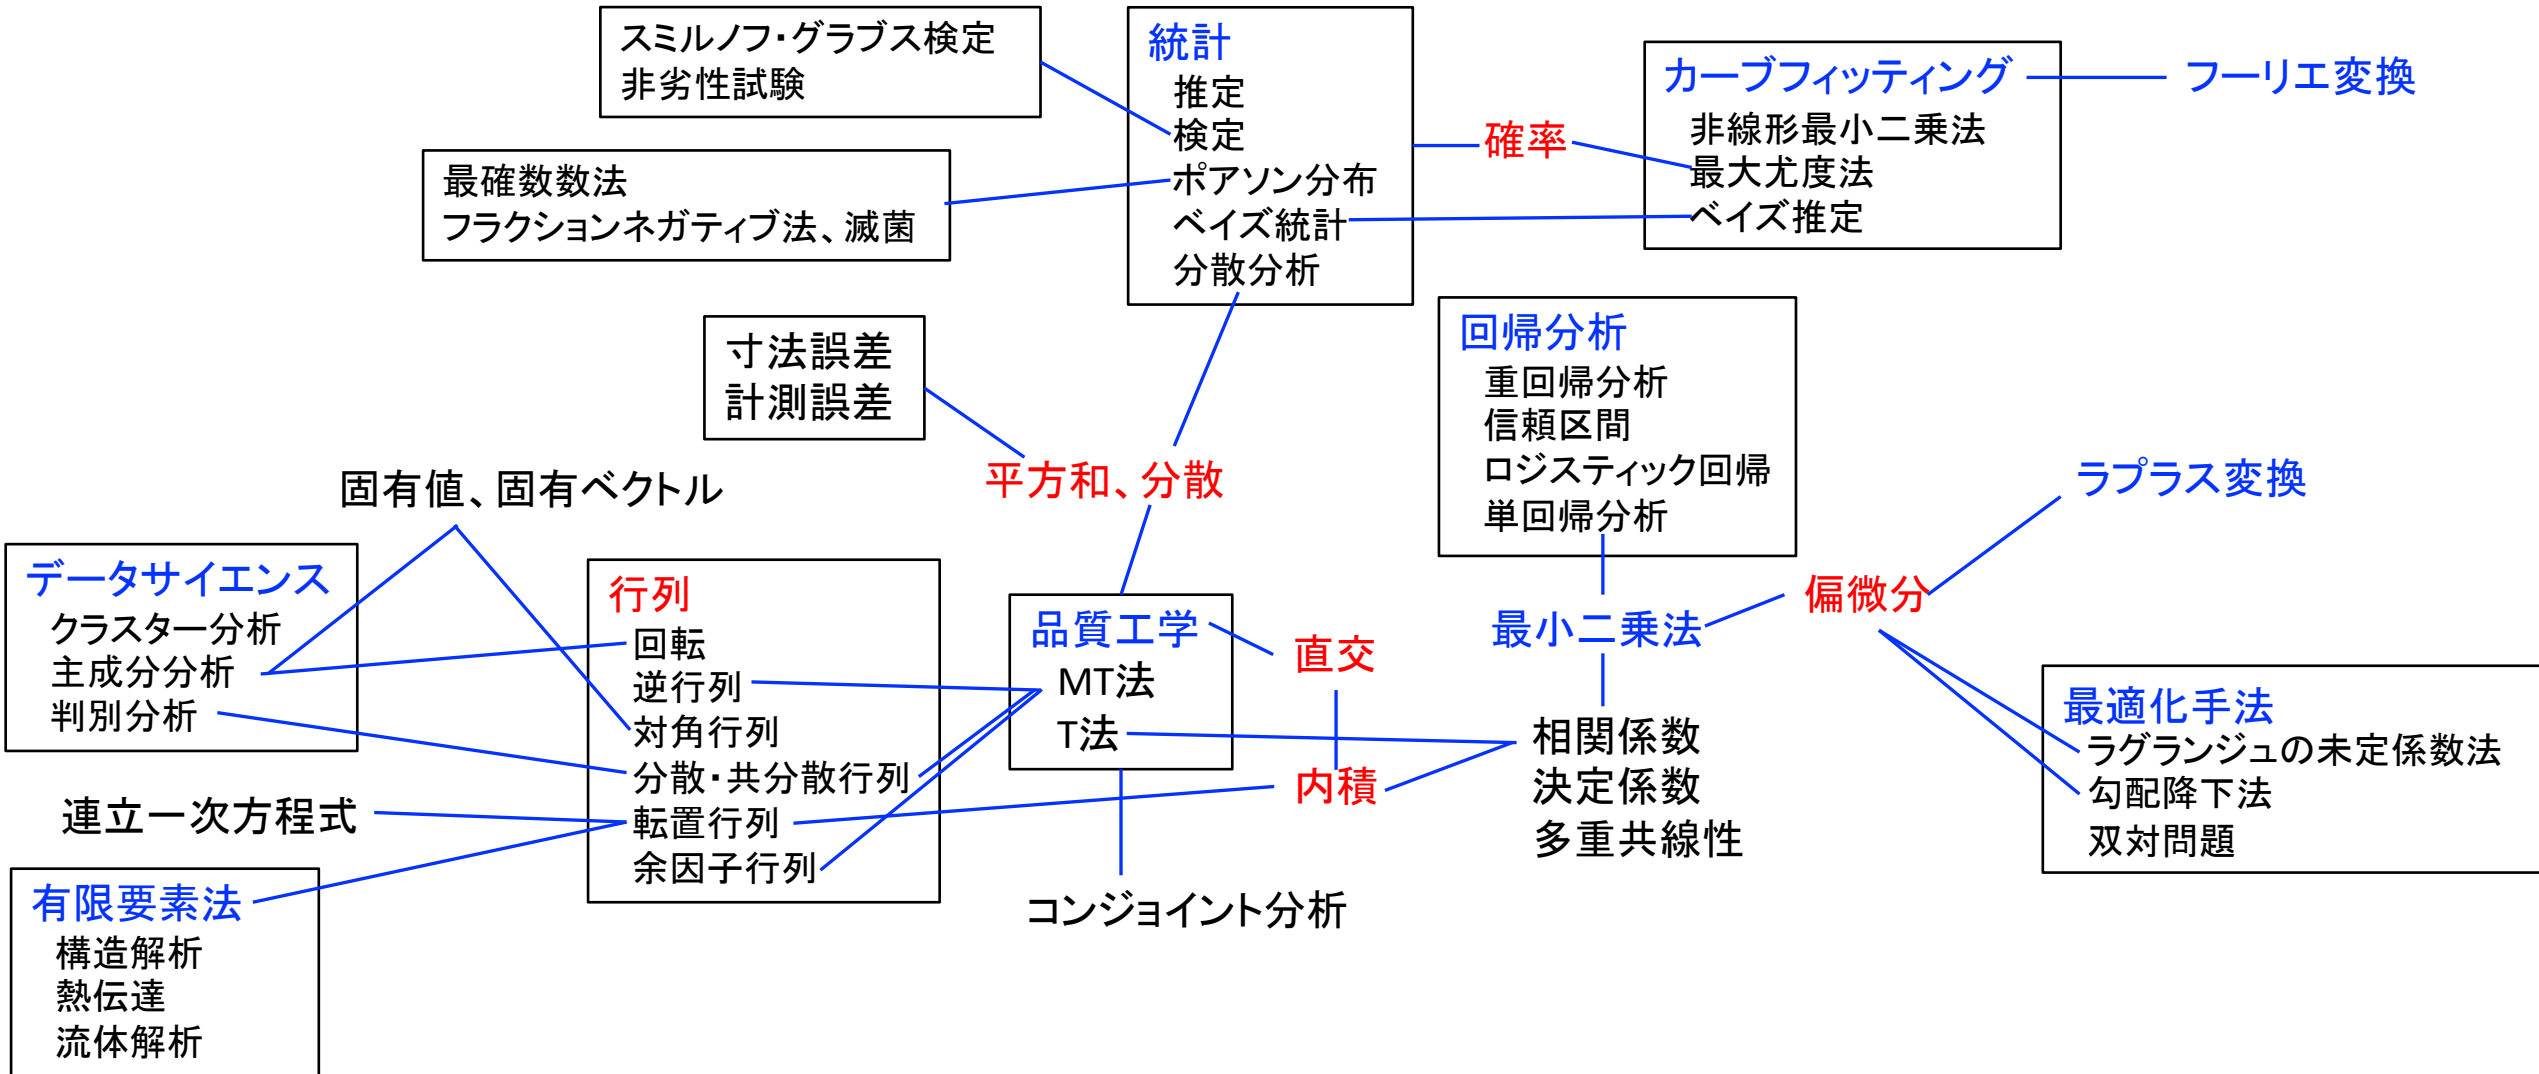 スミルノフ・グラブス検定
非劣性試験
統計
推定
検定
ポアソン分布
ベイズ統計
分散分析
カーブフィッティング
非線形最小二乗法
最大尤度法
ベイズ推定
フーリエ変換
確率
最確数数法
フラクションネガティブ法、滅菌
寸法誤差
計測誤差
回帰分析
重回帰分析
信頼区間
ロジスティック回帰
単回帰分析
平方和、分散
固有値、固有ベクトル
ラプラス変換
データサイエンス
クラスター分析
主成分分析
判別分析
行列
回転
逆行列
対角行列
分散・共分散行列
転置行列
余因子行列
品質工学
MT法
T法
直交
内積
最小二乗法
偏微分
相関係数
決定係数
多重共線性
最適化手法
ラグランジュの未定係数法
勾配降下法
双対問題
連立一次方程式
有限要素法
構造解析
熱伝達
流体解析
コンジョイント分析